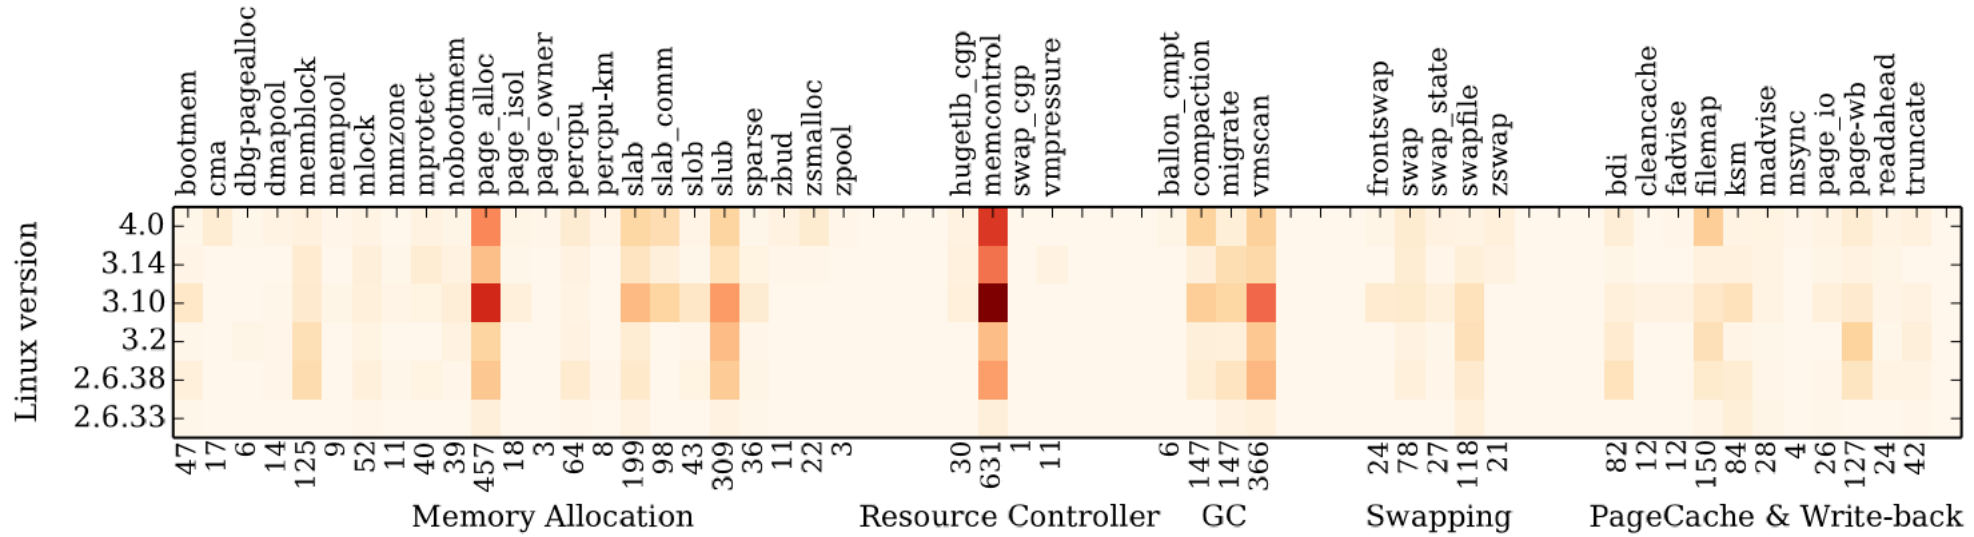 bootmem
cma
dbg-pagealloc
dmapool
memblock
mempool
mlock
mmzone
mprotect
nobootmem
page_alloc
page_isol
page_owner
percpu
percpu-km
slab
slab_comm
slob
slub
sparse
zbud
zsmalloc
zpool
hugetlb_cgp
memcontrol
swap_cgp
vmpressure
ballon_cmpt
compaction
migrate
vmscan
frontswap
swap
swap_state
swapfile
zswap
bdi
cleancache
fadvise
filemap
ksm
madvise
msync
page_io
page-wb
readahead
truncate
Linux version
4.0
3.14
3.10
3.2
2.6.38
2.6.33
47
17
6
14
125
9
52
11
40
39
457
18
3
64
8
199
98
43
309
36
11
22
3
30
631
1
11
6
147
147
366
24
78
27
118
21
82
12
12
150
84
28
4
26
127
24
42
Memory Allocation
Resource Controller
GC
Swapping
PageCache & Write-back